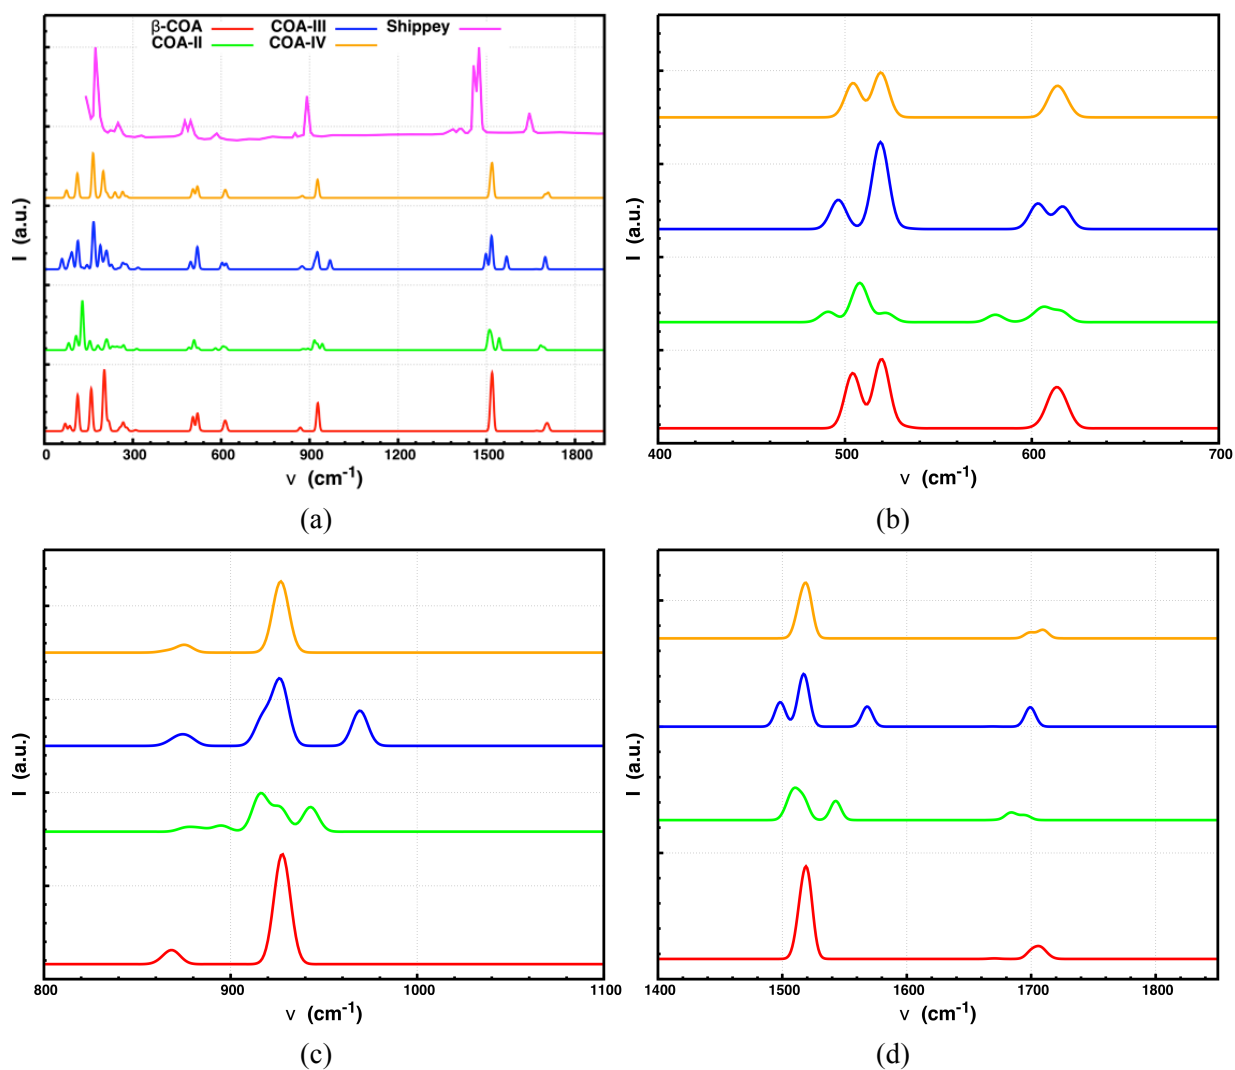 β-COA COA-III Shippey
COA-II COA-IV
I (a.u.)
0 300 600 900 1200 1500 1800
ν (cm-1)
(a)
I (a.u.)
400 500 600 700
ν (cm-1)
(b)
I (a.u.)
800 900 1000 1100
ν (cm-1)
(c)
I (a.u.)
1400 1500 1600 1700 1800
ν (cm-1)
(d)